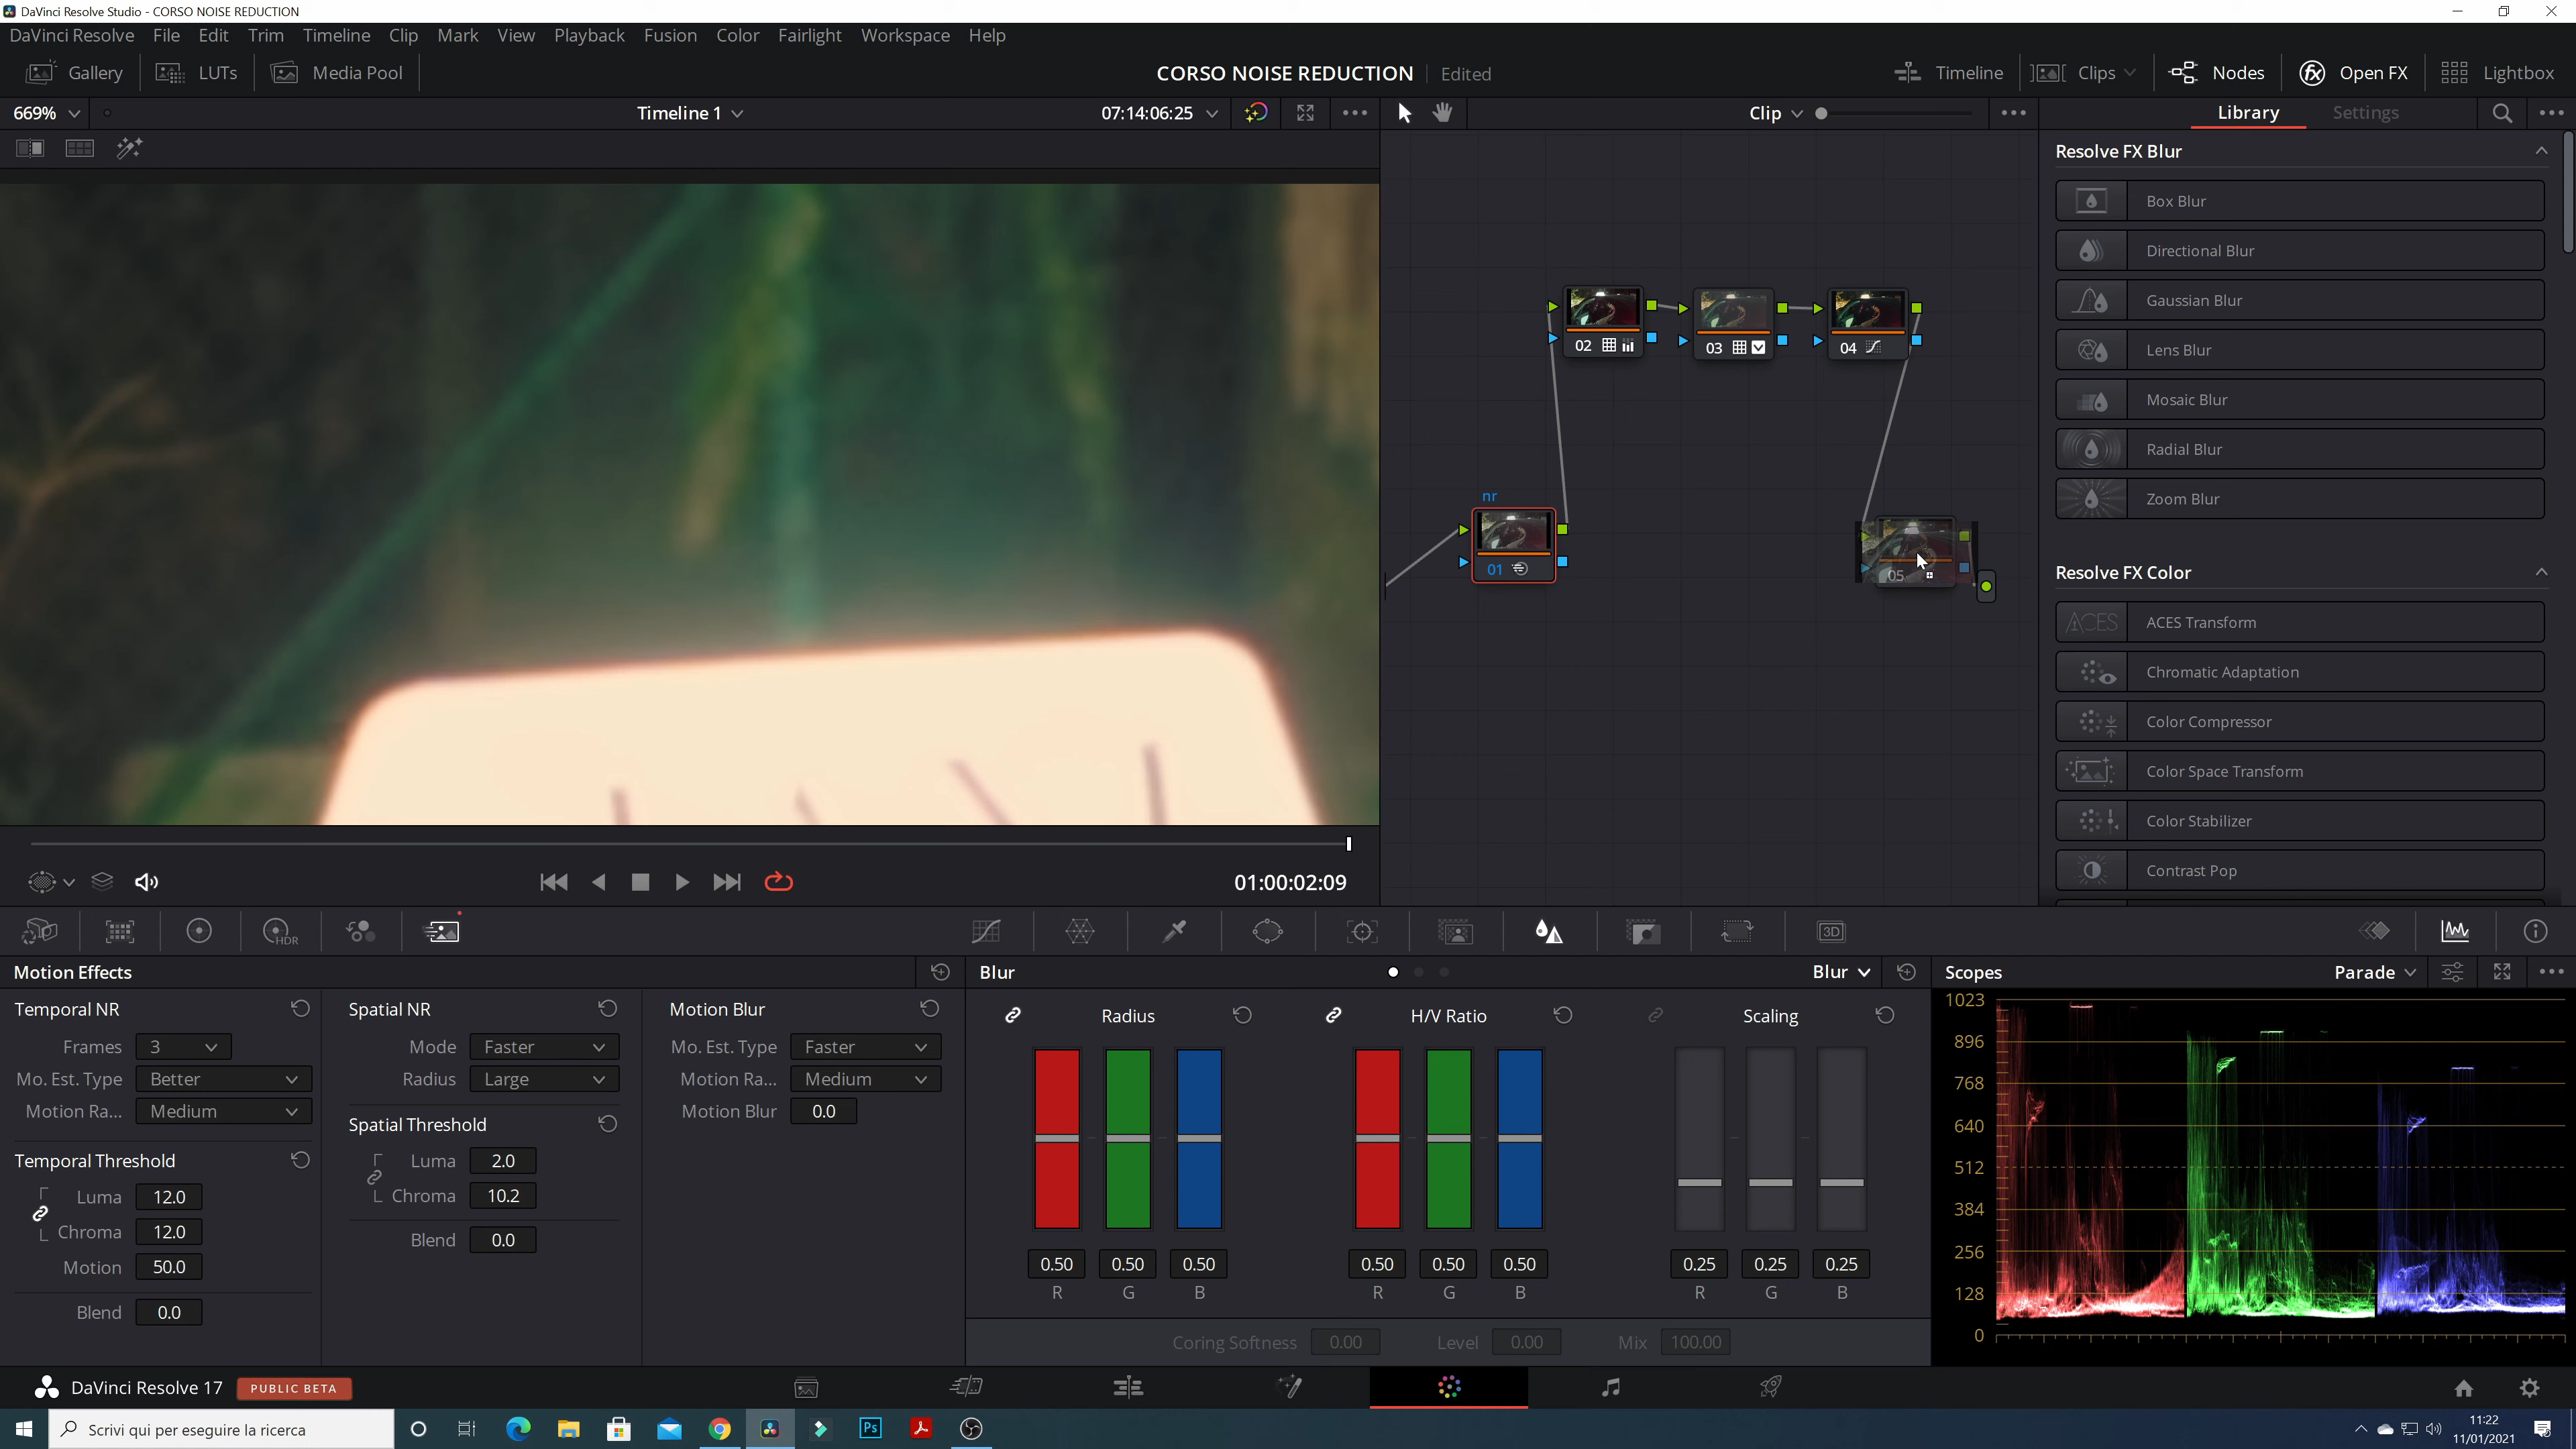 DaVinci Resolve Studio - CORSO NOISE REDUCTION
DaVinci Resolve File Edit Trim Timeline Clip Mark View Playback Fusion Color Fairlight Workspace Help
Gallery LUTs Media Pool CORSO NOISE REDUCTION Edited Timeline Clips Nodes Open FX Lightbox
669% Timeline 1 07:14:06:25 Clip Library Settings
Resolve FX Blur
Box Blur
Directional Blur
Gaussian Blur
Lens Blur
Mosaic Blur
Radial Blur
Zoom Blur
02 03 04
nr
01 05
Resolve FX Color
ACES ACES Transform
Chromatic Adaptation
Color Compressor
Color Space Transform
Color Stabilizer
Contrast Pop
01:00:02:09
HDR 3D
Motion Effects Blur Blur Scopes Parade
Temporal NR Spatial NR Motion Blur Radius H/V Ratio Scaling
Frames 3 Mode Faster Mo. Est. Type Faster
Mo. Est. Type Better Radius Large Motion Ra... Medium
Motion Ra... Medium Motion Blur 0.0
Temporal Threshold Spatial Threshold
Luma 12.0 Luma 2.0
Chroma 12.0 Chroma 10.2
Motion 50.0 Blend 0.0
Blend 0.0
0.50 0.50 0.50 0.50 0.50 0.50 0.25 0.25 0.25
R G B R G B R G B
Coring Softness 0.00 Level 0.00 Mix 100.00
1023
896
768
640
512
384
256
128
0
DaVinci Resolve 17 PUBLIC BETA
Scrivi qui per eseguire la ricerca Ps 11:22
11/01/2021